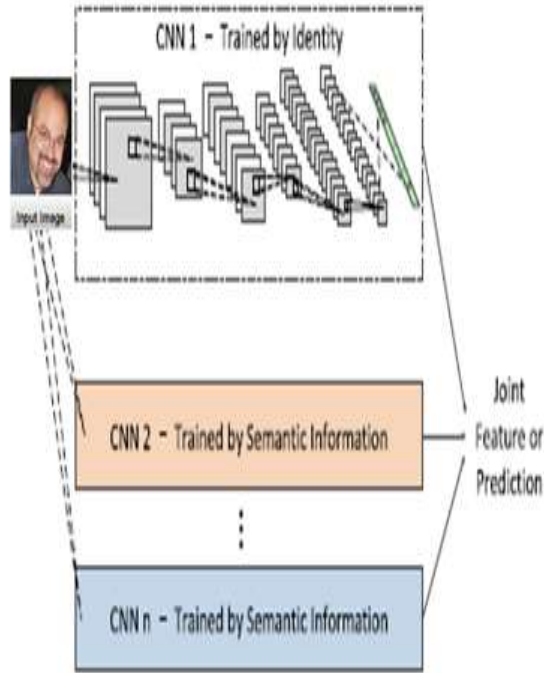 CNN 1 – Trained by Identity
Input Image
CNN 2 – Trained by Semantic Information
Joint
Feature or
Prediction
CNN n – Trained by Semantic Information